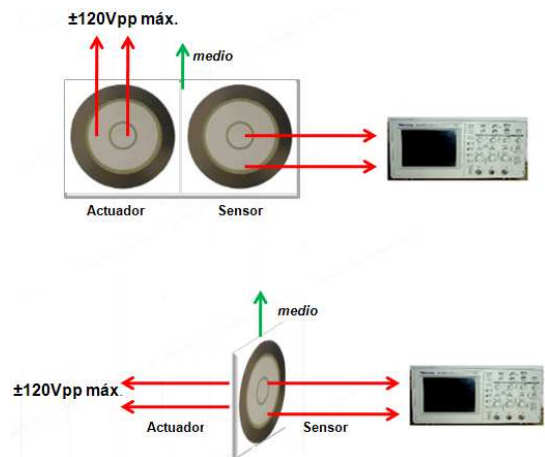 ±120Vpp máx.
medio
Actuador
Sensor
medio
±120Vpp máx.
Actuador
Sensor